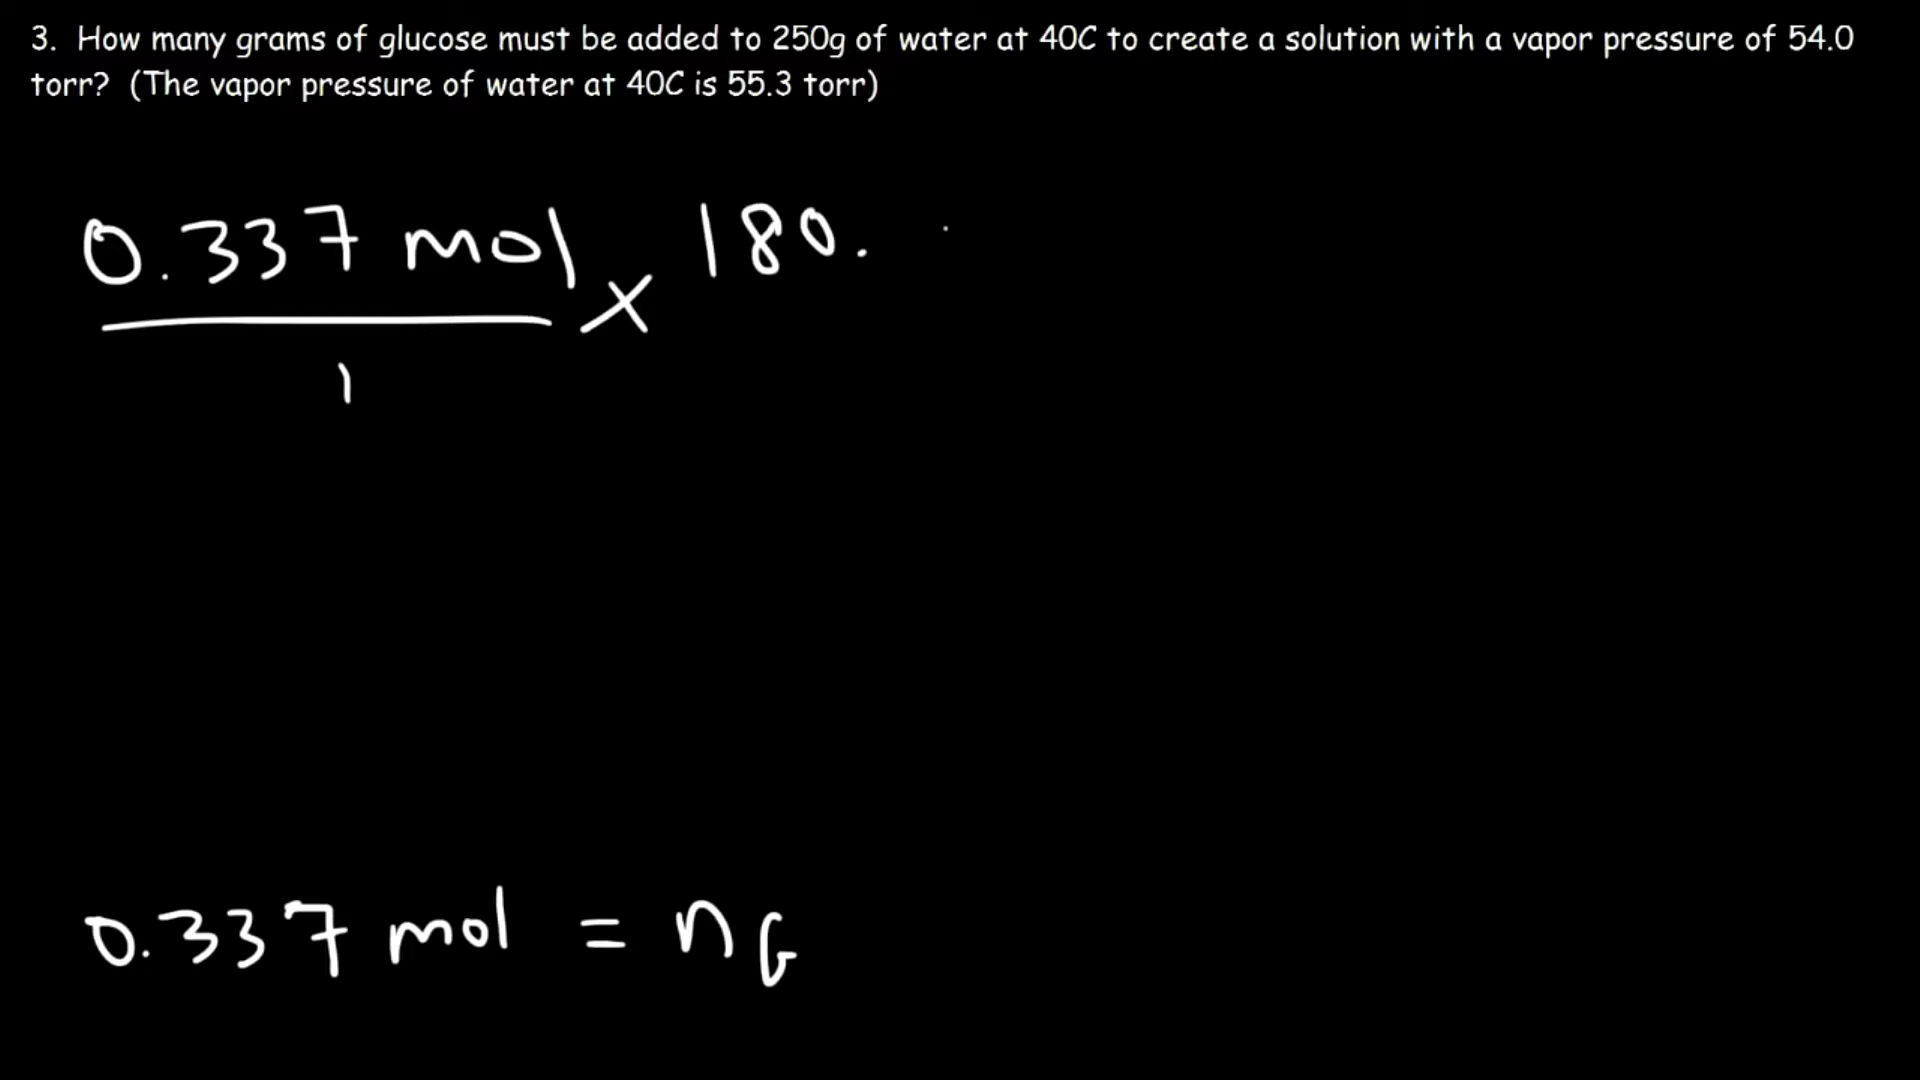 3. How many grams of glucose must be added to 250g of water at 40C to create a solution with a vapor pressure of 54.0
torr? (The vapor pressure of water at 40C is 55.3 torr)
0.337 mol x 180.
1
0.337 mol = nG